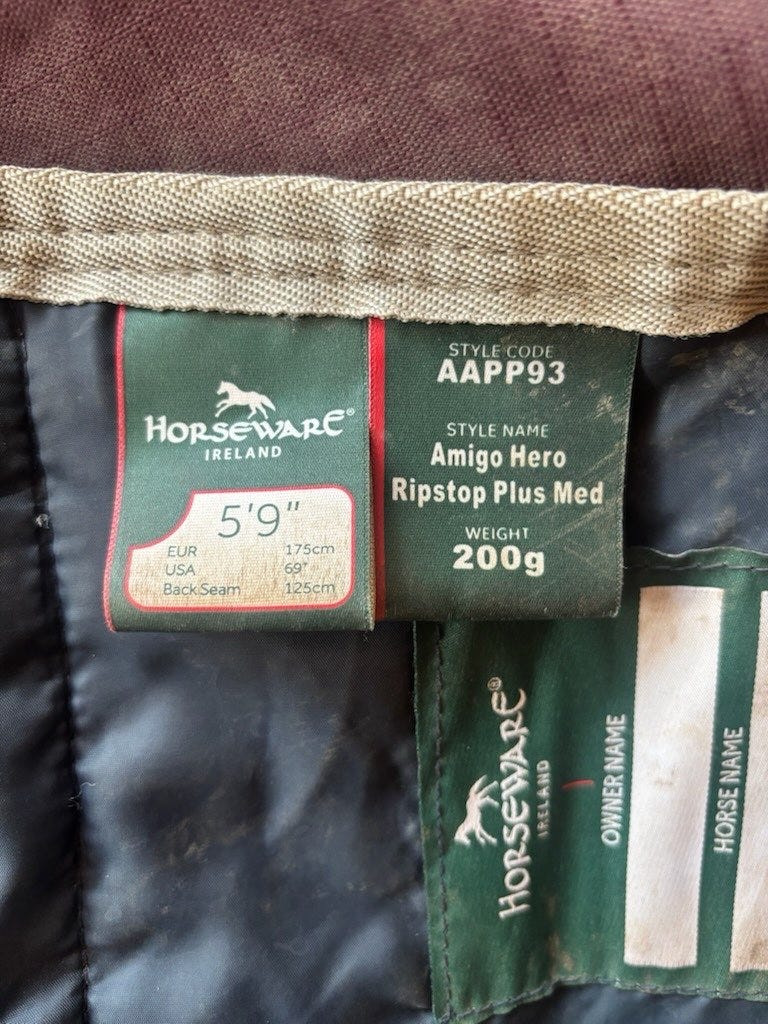 HORSEWARE®
IRELAND
5'9"
EUR 175cm
USA 69"
Back Seam 125cm
STYLE CODE
AAPP93
STYLE NAME
Amigo Hero
Ripstop Plus Med
WEIGHT
200g
HORSEWARE®
IRELAND
OWNER NAME
HORSE NAME